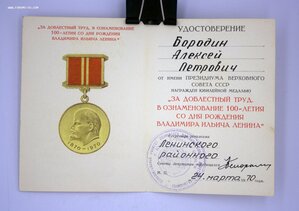 „ЗА ДОБЛЕСТНЫЙ ТРУД,
В ОЗНАМЕНОВАНИЕ
100-ЛЕТИЯ
СО ДНЯ РОЖДЕНИЯ
ВЛАДИМИРА ИЛЬИЧА ЛЕНИНА"
1870-1970
УДОСТОВЕРЕНИЕ
Бородин
Алексей
Петрович
ОТ ИМЕНИ ПРЕЗИДИУМА ВЕРХОВНОГО
СОВЕТА СССР
НАГРАЖДЕН ЮБИЛЕЙНОЙ МЕДАЛЬЮ
„ЗА ДОБЛЕСТНЫЙ ТРУД.
В ОЗНАМЕНОВАНИЕ 100-ЛЕТИЯ
СО ДНЯ РОЖДЕНИЯ
ВЛАДИМИРА ИЛЬИЧА ЛЕНИНА"
Ленинского
районного
24 марта 1970 года